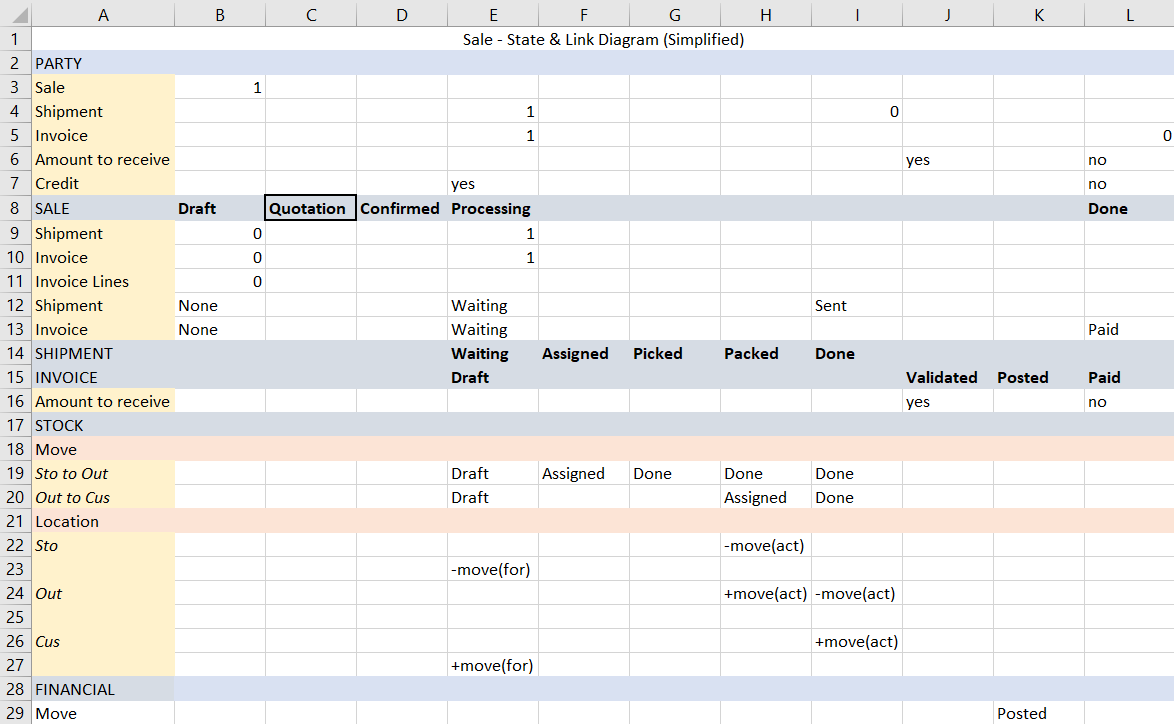 A B C D E F G H I J K L
1 Sale - State & Link Diagram (Simplified)
2 PARTY
3 Sale 1
4 Shipment 1 0
5 Invoice 1 0
6 Amount to receive yes no
7 Credit yes no
8 SALE Draft Quotation Confirmed Processing Done
9 Shipment 0 1
10 Invoice 0 1
11 Invoice Lines 0
12 Shipment None Waiting Sent
13 Invoice None Waiting Paid
14 SHIPMENT Waiting Assigned Picked Packed Done
15 INVOICE Draft Validated Posted Paid
16 Amount to receive yes no
17 STOCK
18 Move
19 Sto to Out Draft Assigned Done Done Done
20 Out to Cus Draft Assigned Done
21 Location
22 Sto -move(act)
23 -move(for)
24 Out +move(act) -move(act)
25
26 Cus +move(act)
27 +move(for)
28 FINANCIAL
29 Move Posted